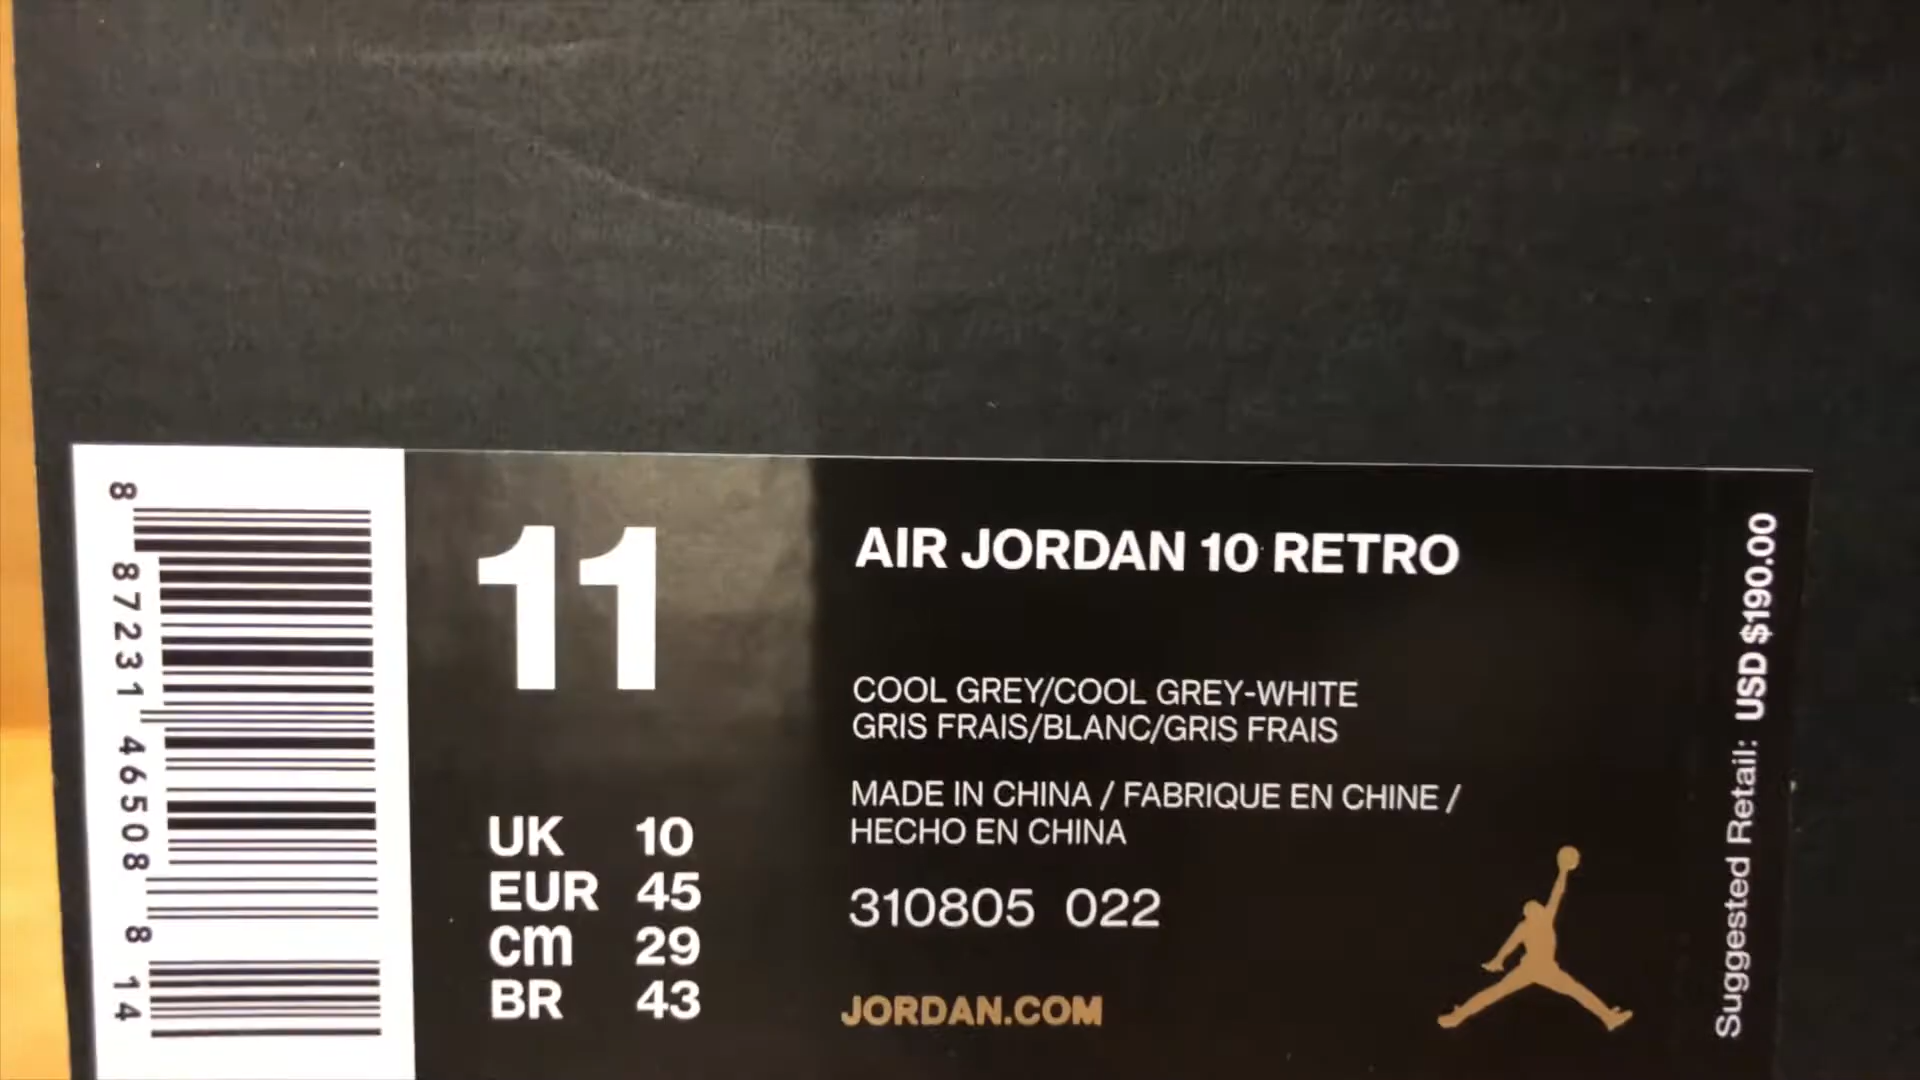 8 87231 46508 8 14
11
UK 10
EUR 45
cm 29
BR 43
AIR JORDAN 10 RETRO
COOL GREY/COOL GREY-WHITE
GRIS FRAIS/BLANC/GRIS FRAIS
MADE IN CHINA / FABRIQUE EN CHINE /
HECHO EN CHINA
310805 022
JORDAN.COM
Suggested Retail: USD $190.00